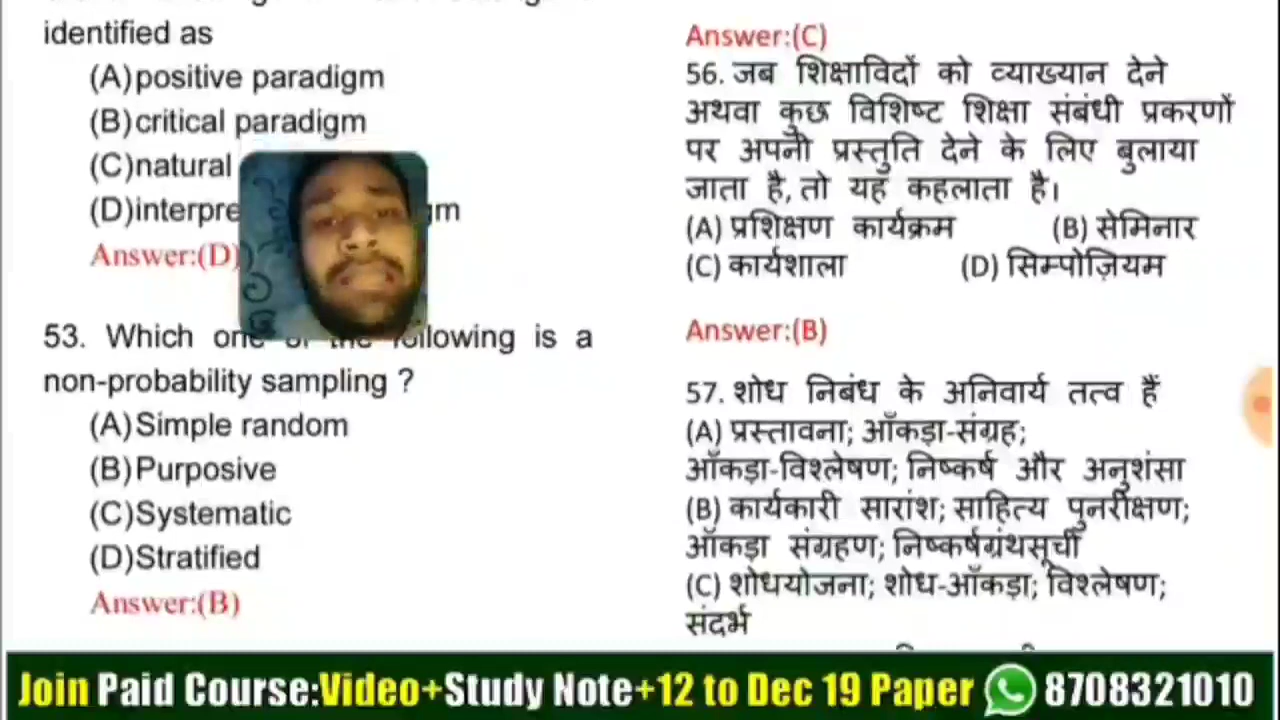 identified as
(A)positive paradigm
(B)critical paradigm
(C)natural
(D)interpre gm
Answer:(D)
53. Which one of the following is a
non-probability sampling ?
(A)Simple random
(B)Purposive
(C)Systematic
(D)Stratified
Answer:(B)
Answer:(C)
56. जब शिक्षाविदों को व्याख्यान देने
अथवा कुछ विशिष्ट शिक्षा संबंधी प्रकरणों
पर अपनी प्रस्तुति देने के लिए बुलाया
जाता है, तो यह कहलाता है।
(A) प्रशिक्षण कार्यक्रम (B) सेमिनार
(C) कार्यशाला (D) सिम्पोज़ियम
Answer:(B)
57. शोध निबंध के अनिवार्य तत्व हैं
(A) प्रस्तावना; आँकड़ा-संग्रह;
आँकड़ा-विश्लेषण; निष्कर्ष और अनुशंसा
(B) कार्यकारी सारांश; साहित्य पुनरीक्षण;
आँकड़ा संग्रहण; निष्कर्षग्रंथसूची
(C) शोधयोजना; शोध-आँकड़ा; विश्लेषण;
संदर्भ
Join Paid Course:Video+Study Note+12 to Dec 19 Paper 8708321010